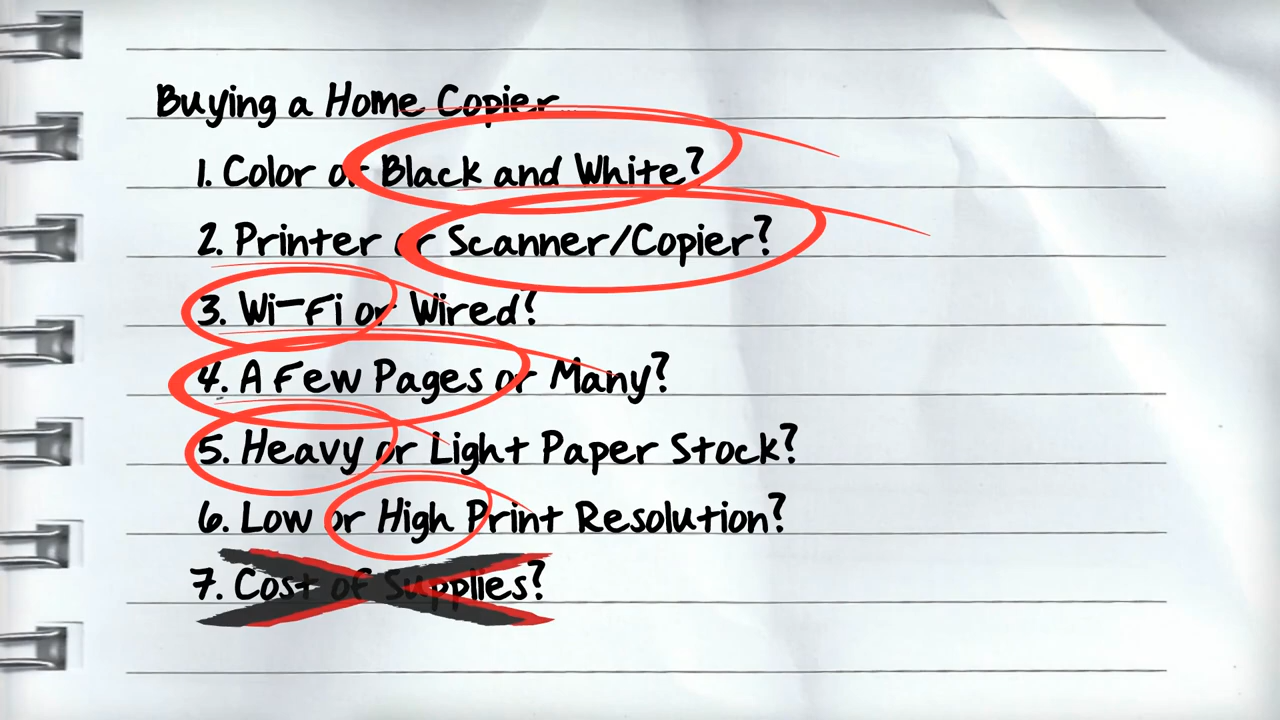 Buying a Home Copier...
1. Color or Black and White?
2. Printer or Scanner/Copier?
3. Wi-Fi or Wired?
4. A Few Pages or Many?
5. Heavy or Light Paper Stock?
6. Low or High Print Resolution?
7. Cost of Supplies?